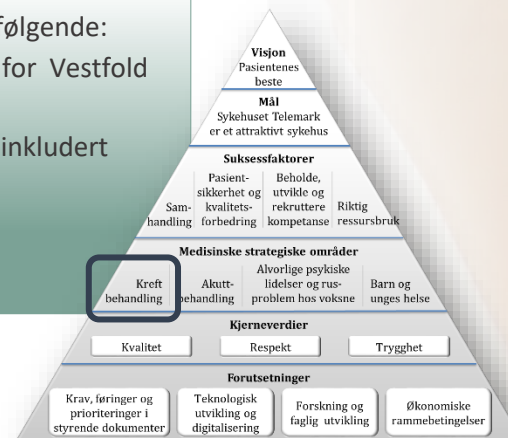 følgende:
for Vestfold
inkludert
Visjon
Pasientenes
beste
Mål
Sykehuset Telemark
er et attraktivt sykehus
Suksessfaktorer
Sam-
handling
Pasient-
sikkerhet og
kvalitets-
forbedring
Beholde,
utvikle og
rekruttere
kompetanse
Riktig
ressursbruk
Medisinske strategiske områder
Kreft
behandling
Akutt-
behandling
Alvorlige psykiske
lidelser og rus-
problem hos voksne
Barn og
unges helse
Kjerneverdier
Kvalitet
Respekt
Trygghet
Forutsetninger
Krav, føringer og
prioriteringer i
styrende dokumenter
Teknologisk
utvikling og
digitalisering
Forskning og
faglig utvikling
Økonomiske
rammebetingelser